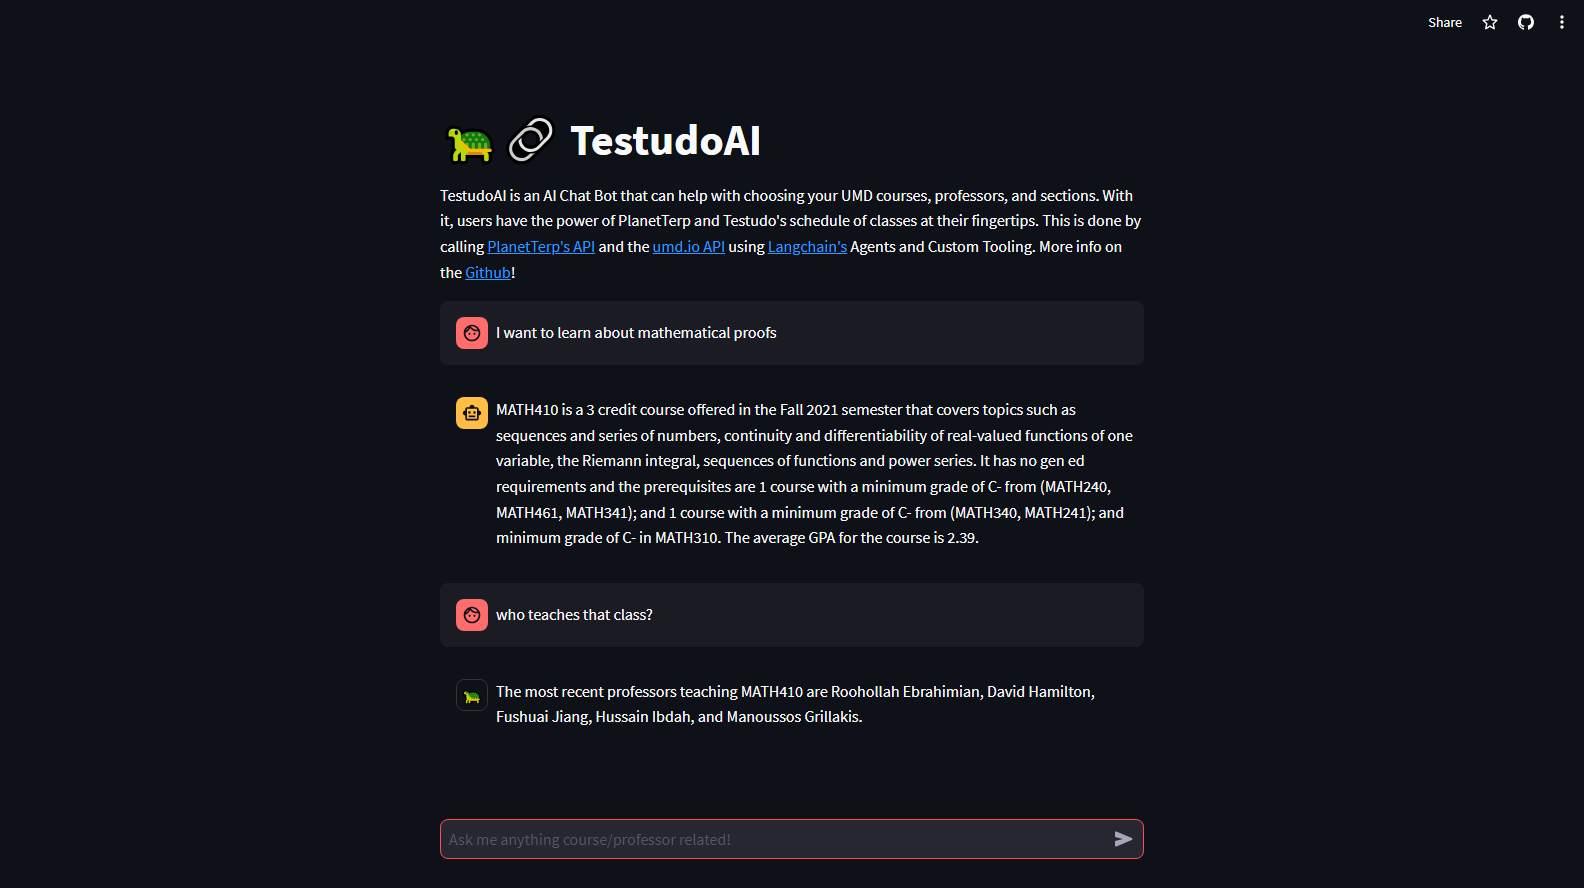 Share
TestudoAI
TestudoAI is an AI Chat Bot that can help with choosing your UMD courses, professors, and sections. With
it, users have the power of PlanetTerp and Testudo's schedule of classes at their fingertips. This is done by
calling PlanetTerp's API and the umd.io API using Langchain's Agents and Custom Tooling. More info on
the Github!
I want to learn about mathematical proofs
MATH410 is a 3 credit course offered in the Fall 2021 semester that covers topics such as
sequences and series of numbers, continuity and differentiability of real-valued functions of one
variable, the Riemann integral, sequences of functions and power series. It has no gen ed
requirements and the prerequisites are 1 course with a minimum grade of C- from (MATH240,
MATH461, MATH341); and 1 course with a minimum grade of C- from (MATH340, MATH241); and
minimum grade of C- in MATH310. The average GPA for the course is 2.39.
who teaches that class?
The most recent professors teaching MATH410 are Roohollah Ebrahimian, David Hamilton,
Fushuai Jiang, Hussain Ibdah, and Manoussos Grillakis.
Ask me anything course/professor related!